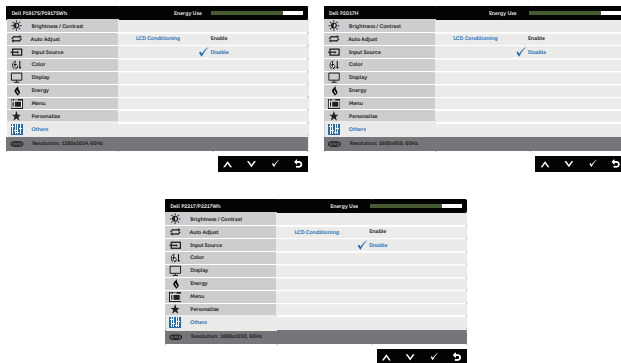 Dell P1917S/P1917SWh Energy Use
Brightness / Contrast
Auto Adjust LCD Conditioning Enable
Input Source Disable
Color
Display
Energy
Menu
Personalize
Others
Resolution: 1280x1024, 60Hz
Dell P2017H Energy Use
Brightness / Contrast
Auto Adjust LCD Conditioning Enable
Input Source Disable
Color
Display
Energy
Menu
Personalize
Others
Resolution: 1600x900, 60Hz
Dell P2217/P2217Wh Energy Use
Brightness / Contrast
Auto Adjust LCD Conditioning Enable
Input Source Disable
Color
Display
Energy
Menu
Personalize
Others
Resolution: 1680x1050, 60Hz